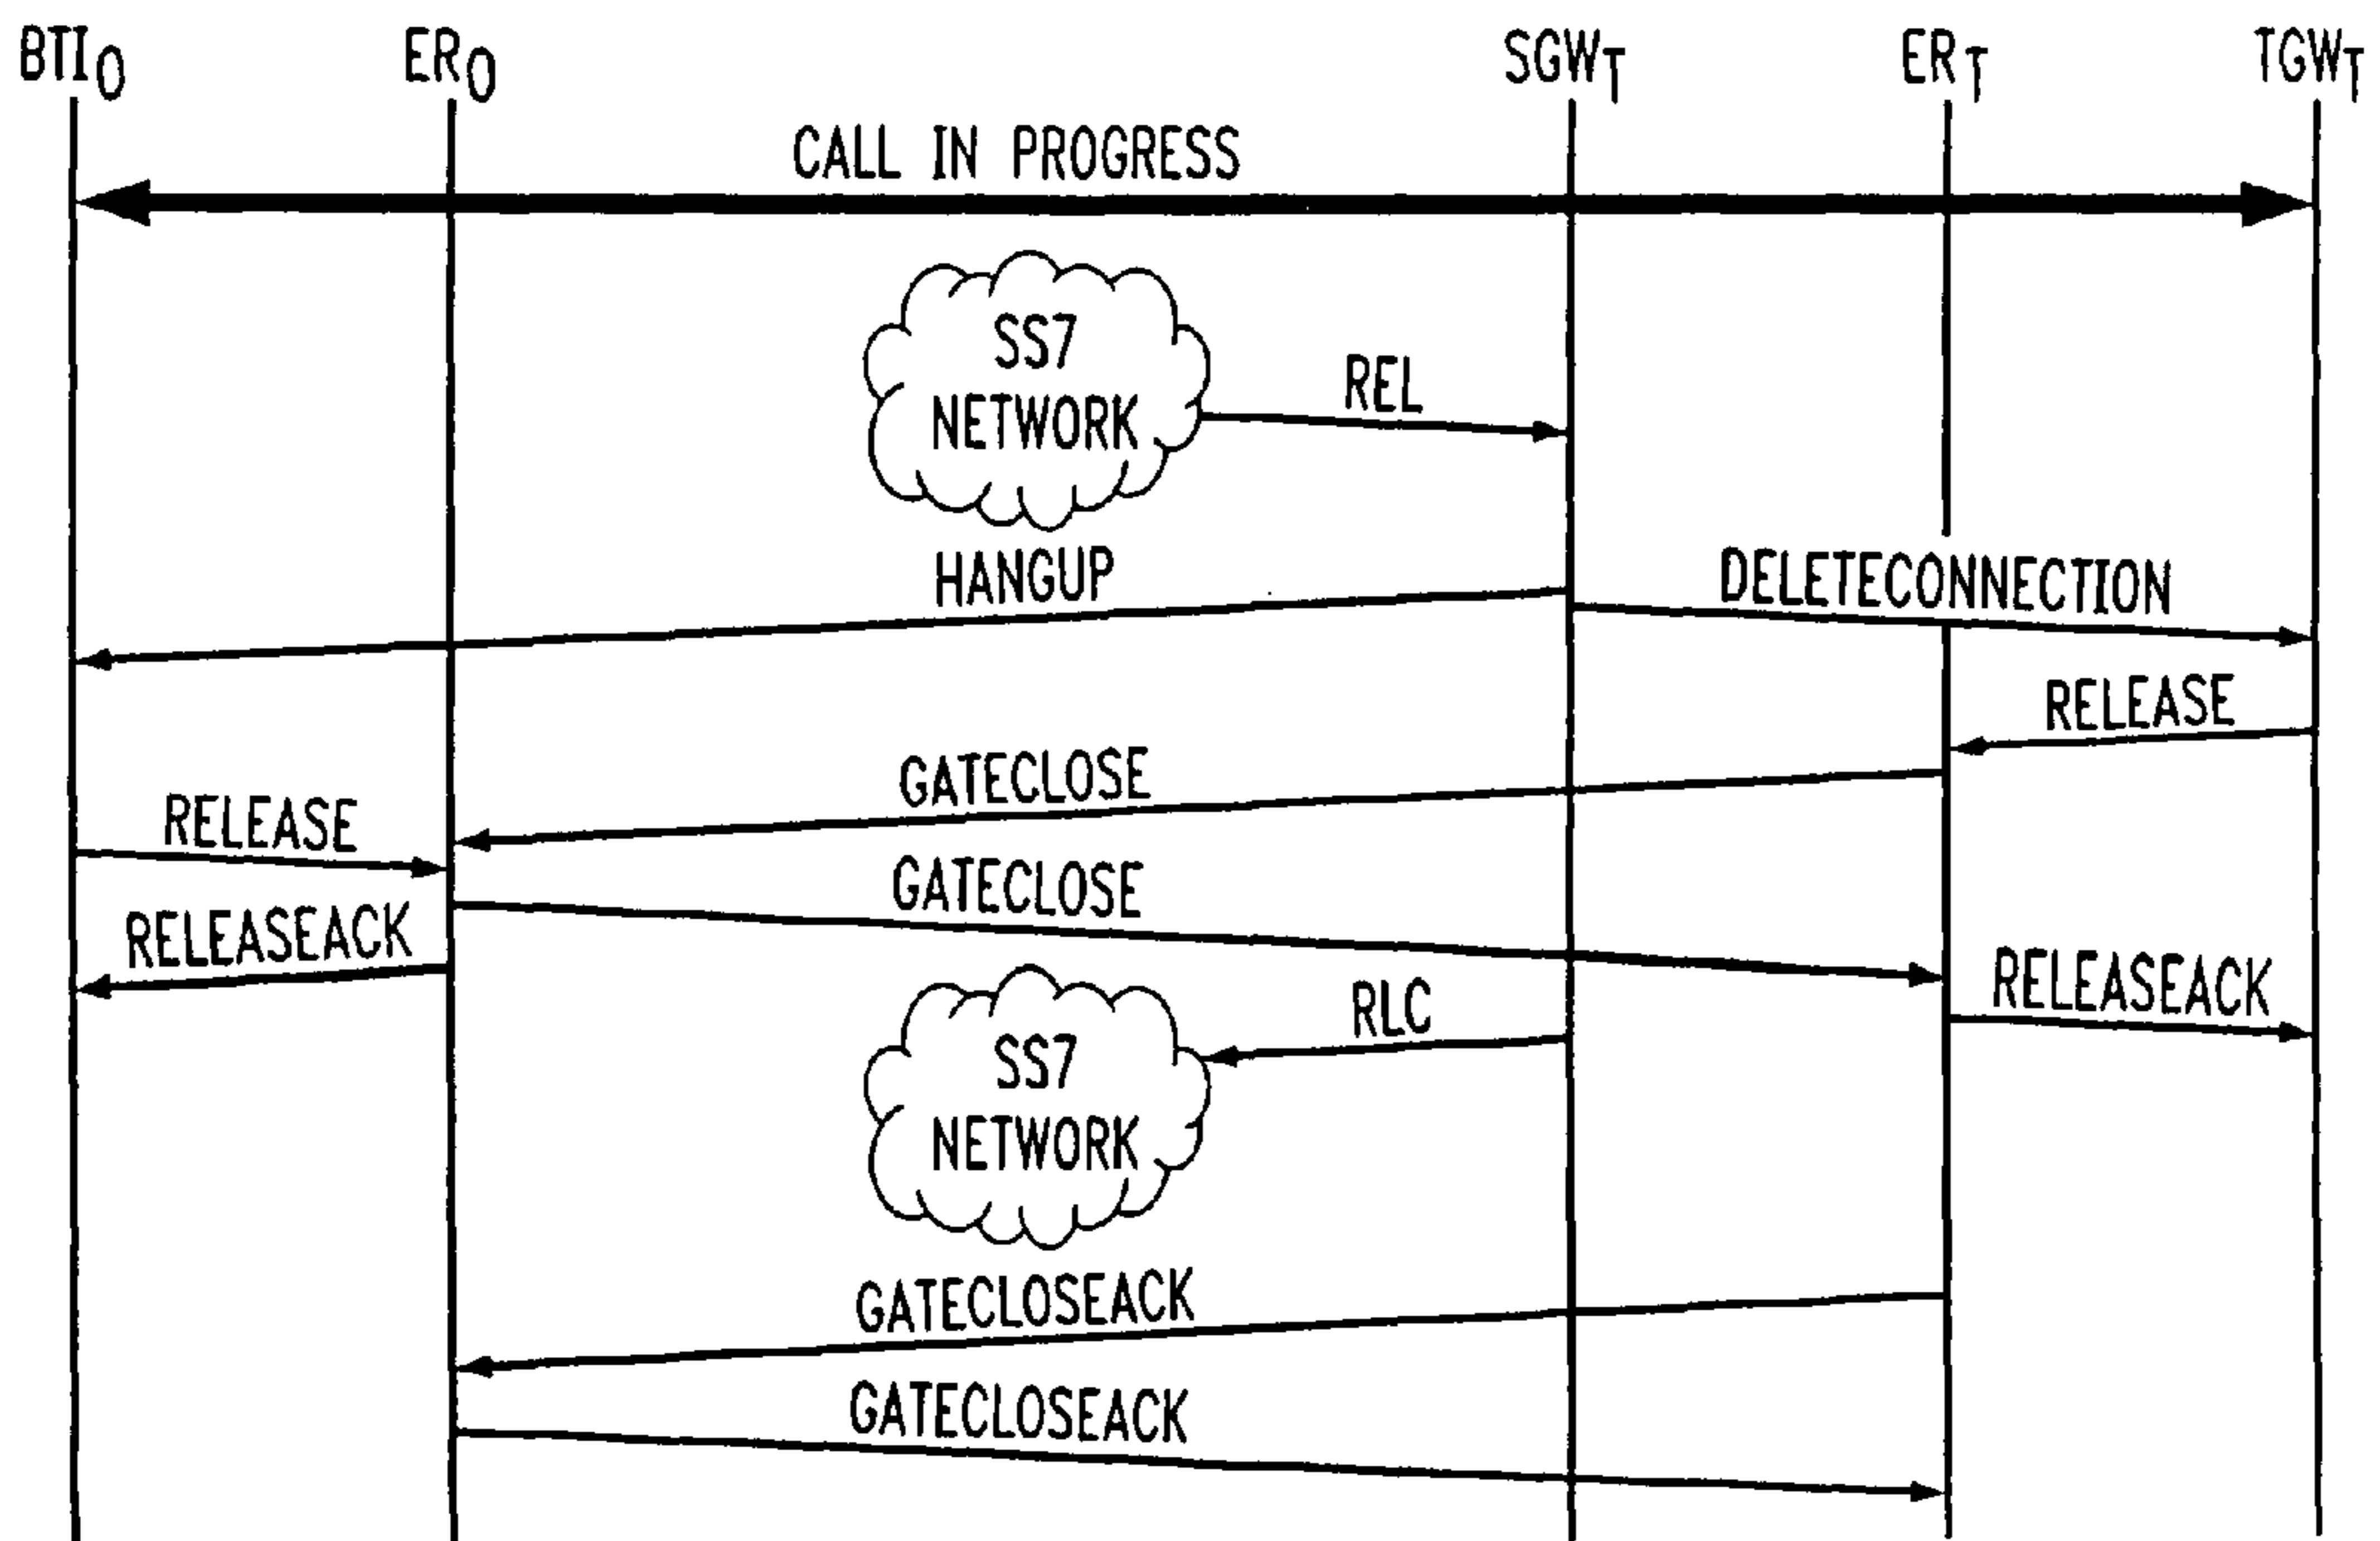 BTIO ERO SGWT ERT TGWT
CALL IN PROGRESS
SS7
NETWORK
REL
HANGUP
DELETECONNECTION
RELEASE
GATECLOSE
RELEASE
GATECLOSE
RELEASEACK
RELEASEACK
RLC
SS7
NETWORK
GATECLOSEACK
GATECLOSEACK